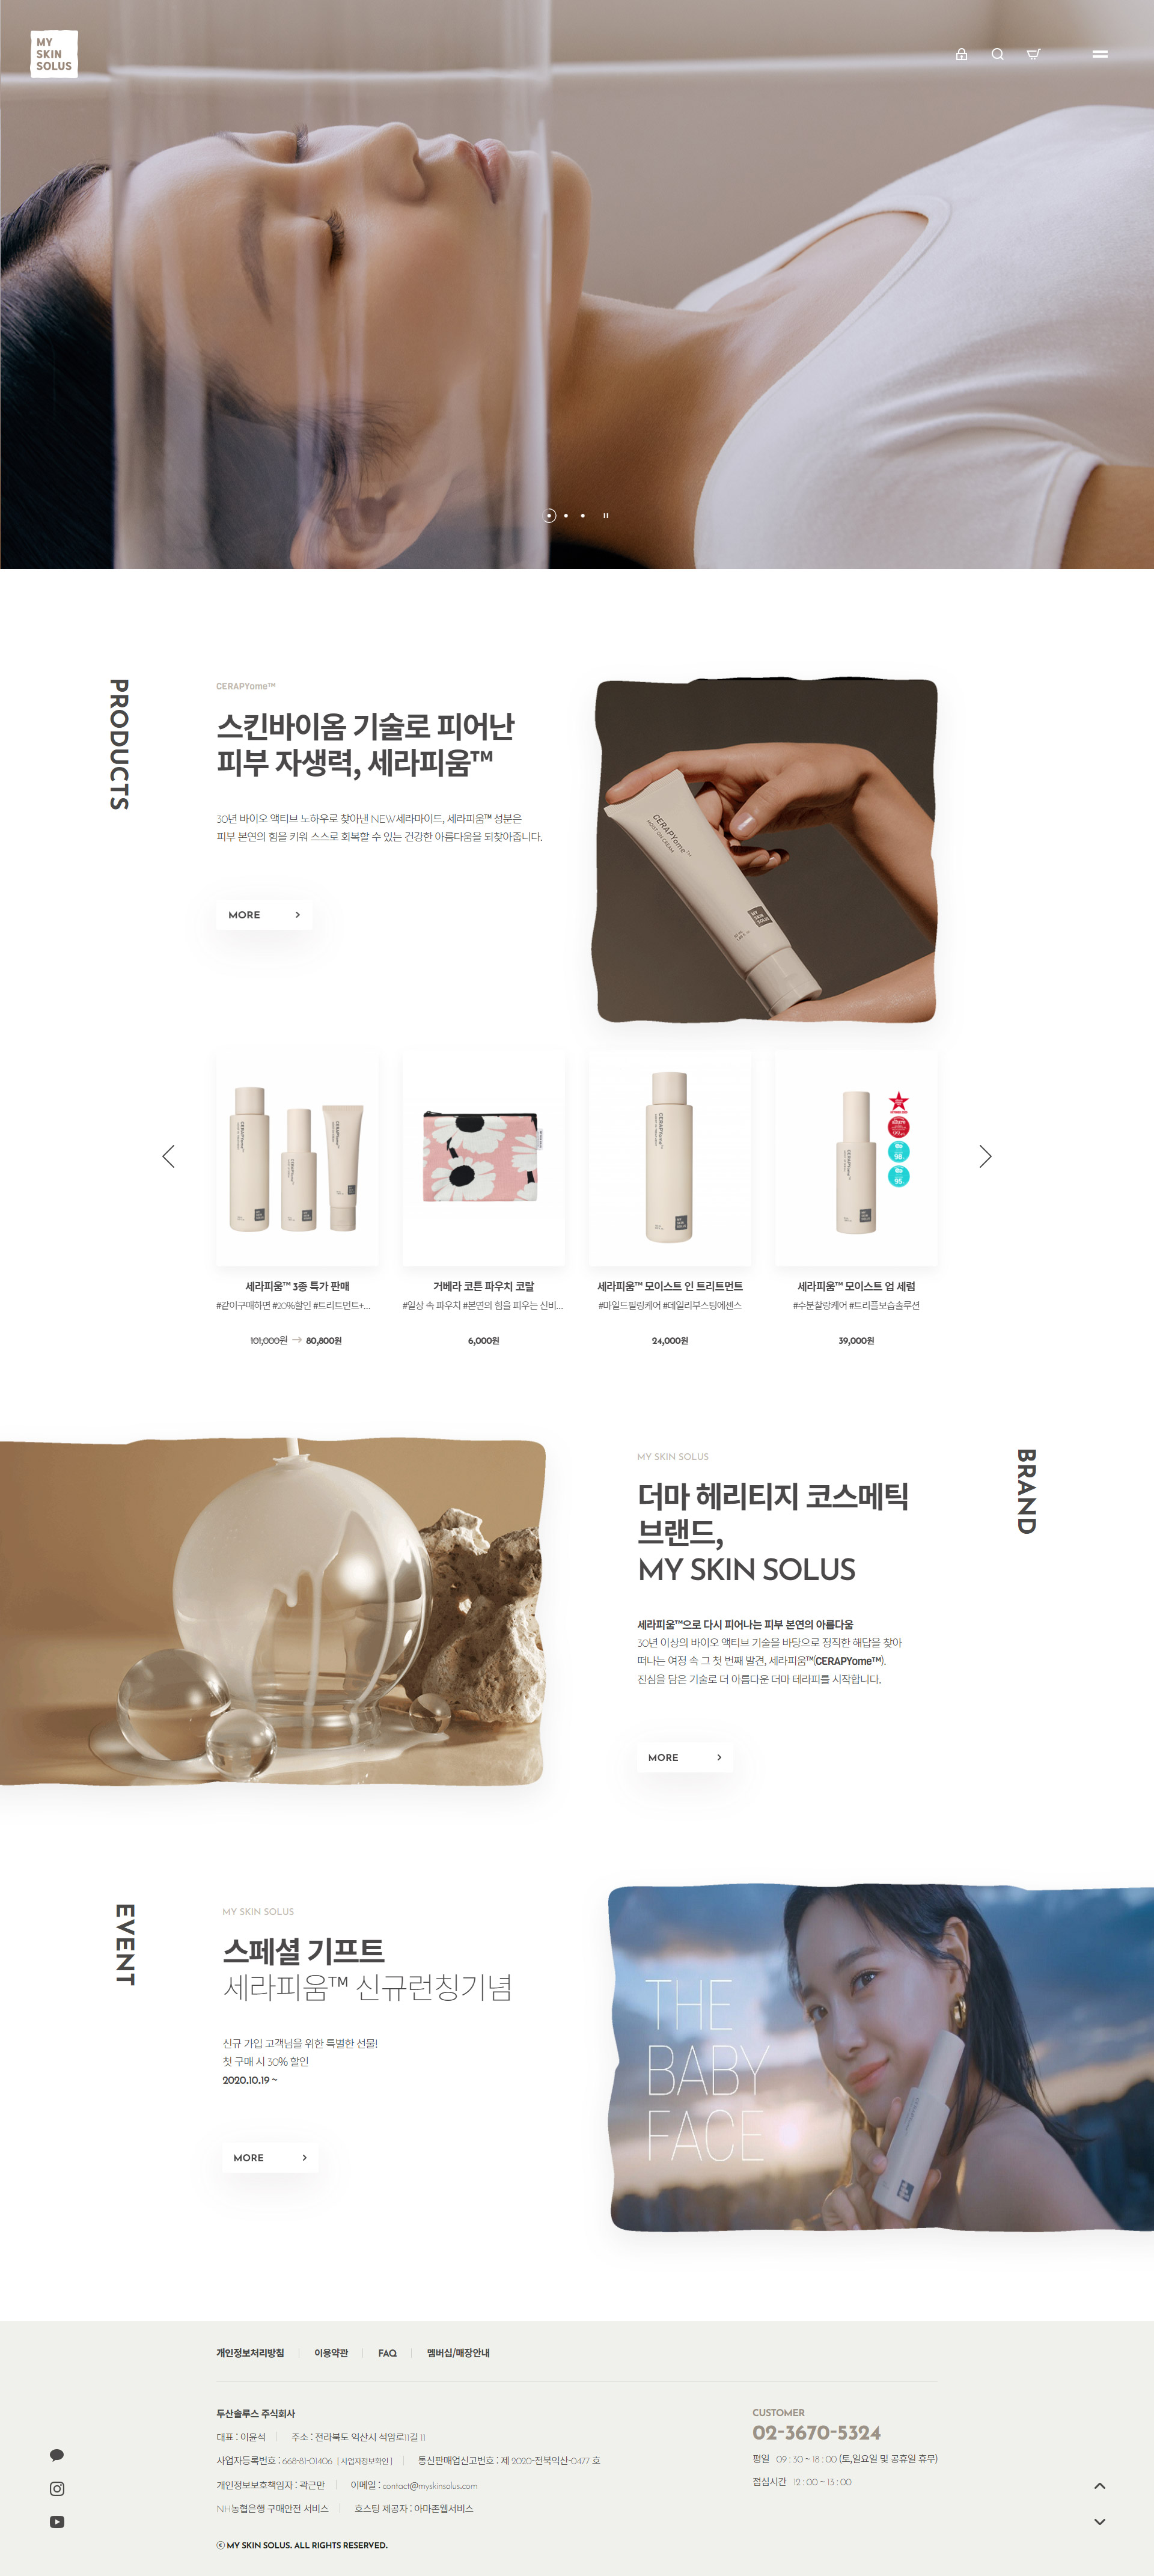 MY
SKIN
SOLUS
PRODUCTS
CERAPYome™
스킨바이옴 기술로 피어난
피부 자생력, 세라피움™
30년 바이오 액티브 노하우로 찾아낸 NEW세라마이드, 세라피움™ 성분은
피부 본연의 힘을 키워 스스로 회복할 수 있는 건강한 아름다움을 되찾아줍니다.
MORE
CERAPYome™
MOIST ON CREAM
MY
SKIN
SOLUS
세라피움™ 3종 특가 판매
#같이구매하면 #20%할인 #트리트먼트+...
101,000원 → 80,800원
거베라 코튼 파우치 코랄
#일상 속 파우치 #본연의 힘을 피우는 신비...
6,000원
세라피움™ 모이스트 인 트리트먼트
#마일드필링케어 #데일리부스팅에센스
24,000원
세라피움™ 모이스트 업 세럼
#수분찰랑케어 #트리플보습솔루션
39,000원
BRAND
MY SKIN SOLUS
더마 헤리티지 코스메틱
브랜드,
MY SKIN SOLUS
세라피움™으로 다시 피어나는 피부 본연의 아름다움
30년 이상의 바이오 액티브 기술을 바탕으로 정직한 해답을 찾아
떠나는 여정 속 그 첫 번째 발견, 세라피움™(CERAPYome™).
진심을 담은 기술로 더 아름다운 더마 테라피를 시작합니다.
MORE
EVENT
MY SKIN SOLUS
스페셜 기프트
세라피움™ 신규런칭기념
신규 가입 고객님을 위한 특별한 선물!
첫 구매 시 30% 할인
2020.10.19 ~
MORE
THE
BABY
FACE
개인정보처리방침 이용약관 FAQ 멤버십/매장안내
두산솔루스 주식회사
대표 : 이윤석 주소 : 전라북도 익산시 석암로11길 11
사업자등록번호 : 668-81-01406 [ 사업자정보확인 ] 통신판매업신고번호 : 제 2020-전북익산-0477 호
개인정보보호책임자 : 곽근만 이메일 : contact@myskinsolus.com
NH농협은행 구매안전 서비스 호스팅 제공자 : 아마존웹서비스
ⓒ MY SKIN SOLUS. ALL RIGHTS RESERVED.
CUSTOMER
02-3670-5324
평일 09 : 30 ~ 18 : 00 (토,일요일 및 공휴일 휴무)
점심시간 12 : 00 ~ 13 : 00